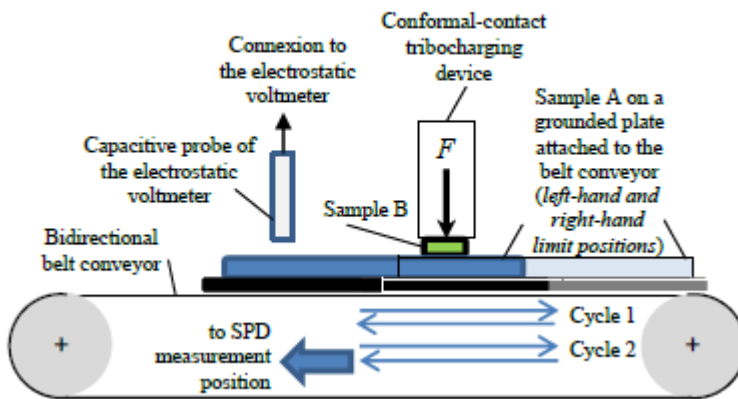 Conformal-contact
tribocharging
device
Connexion to
the electrostatic
voltmeter
Sample A on a
grounded plate
attached to the
belt conveyor
(left-hand and
right-hand
limit positions)
Capacitive probe of
the electrostatic
voltmeter
F
Sample B
Bidirectional
belt conveyor
Cycle 1
Cycle 2
to SPD
measurement
position
+
+